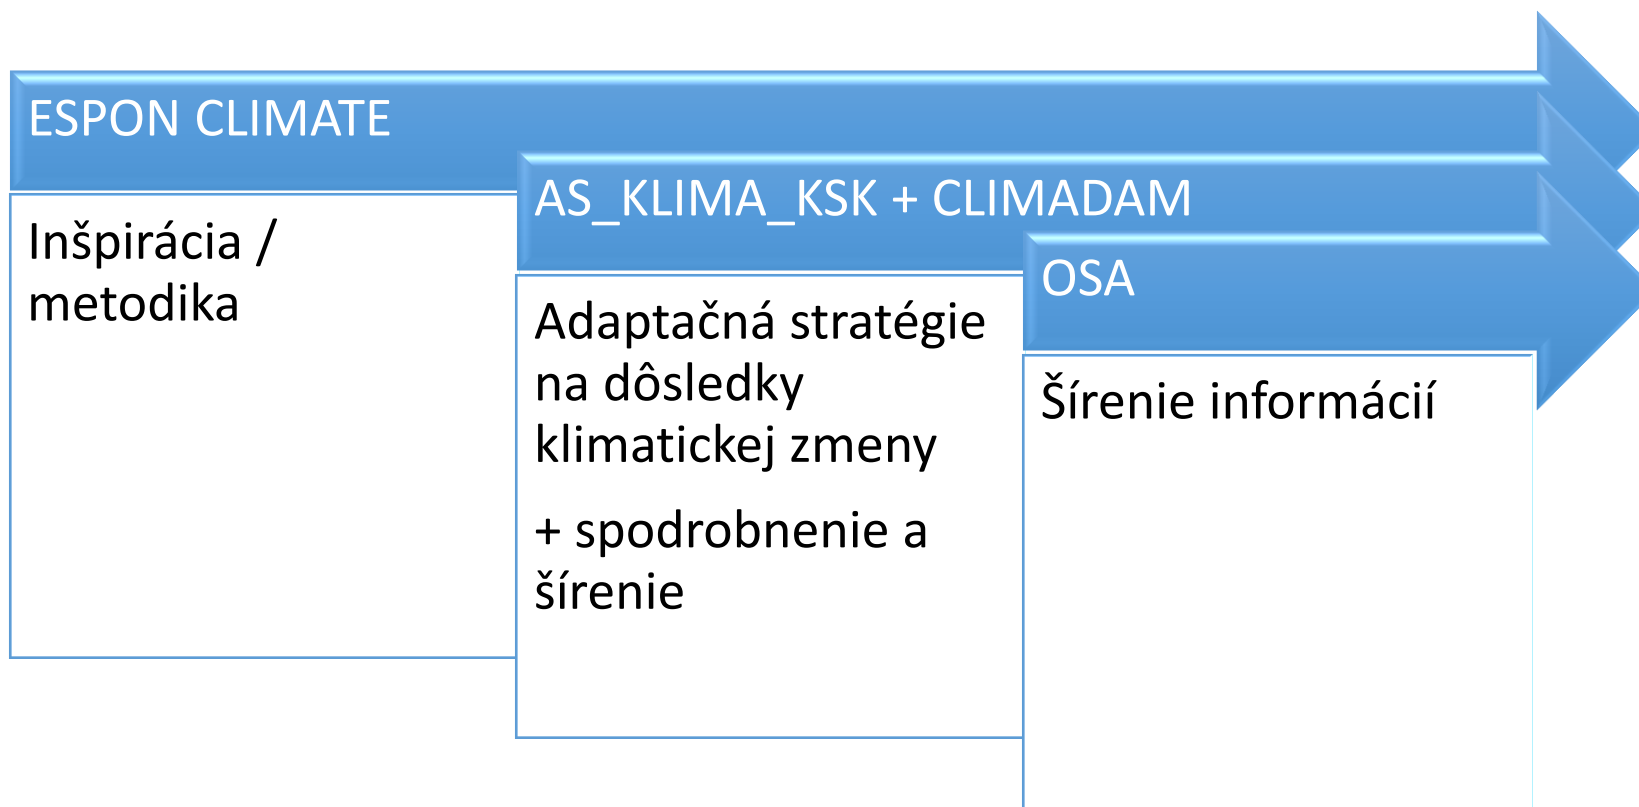 ESPON CLIMATE
Inšpirácia /
metodika
AS_KLIMA_KSK + CLIMADAM
Adaptačná stratégie
na dôsledky
klimatickej zmeny
+ spodrobnenie a
šírenie
OSA
Šírenie informácií